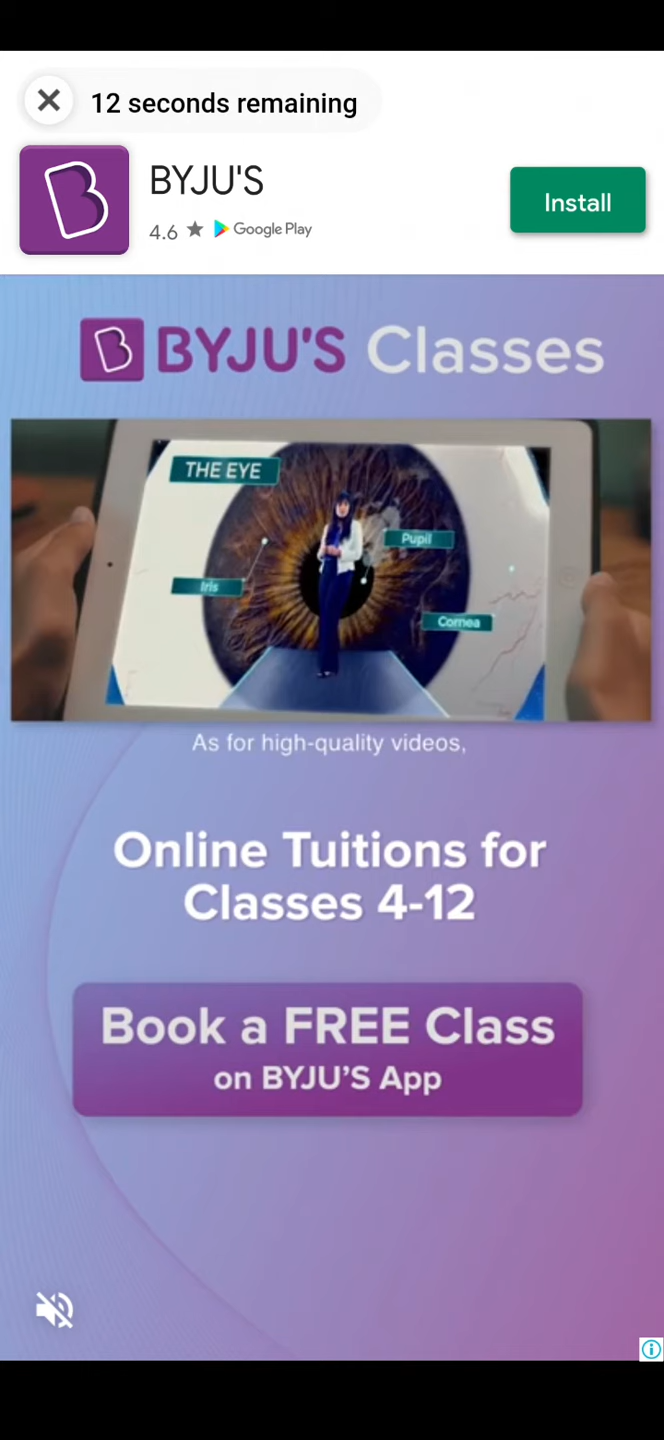 12 seconds remaining
BYJU'S
4.6 ★ Google Play
Install
BYJU'S Classes
THE EYE
Pupil
Iris
Cornea
As for high-quality videos,
Online Tuitions for
Classes 4-12
Book a FREE Class
on BYJU'S App